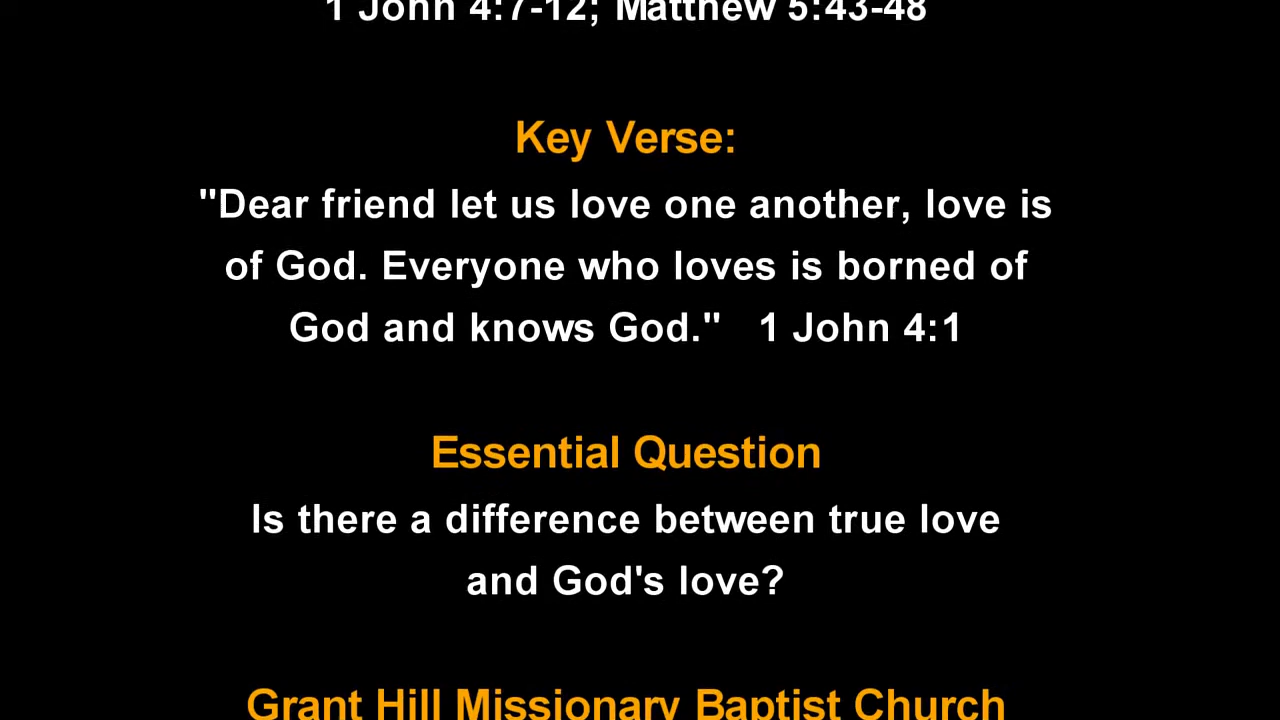 1 John 4:7-12; Matthew 5:43-48
Key Verse:
"Dear friend let us love one another, love is
of God. Everyone who loves is borned of
God and knows God."   1 John 4:1
Essential Question
Is there a difference between true love
and God's love?
Grant Hill Missionary Baptist Church